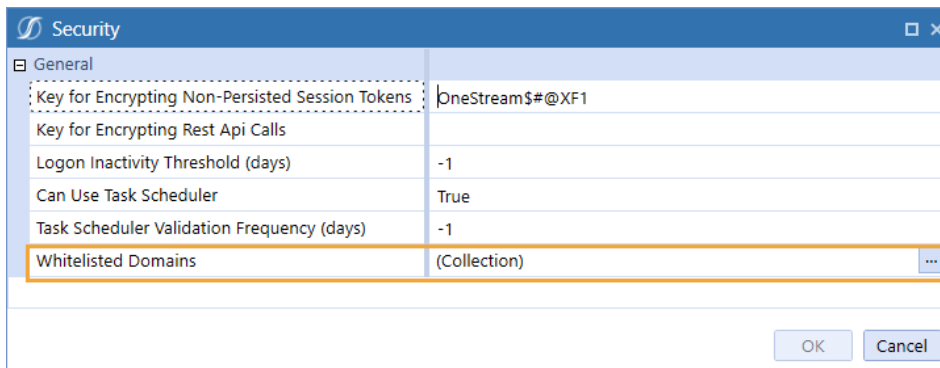 Security
General
Key for Encrypting Non-Persisted Session Tokens OneStream$#@XF1
Key for Encrypting Rest Api Calls
Logon Inactivity Threshold (days) -1
Can Use Task Scheduler True
Task Scheduler Validation Frequency (days) -1
Whitelisted Domains (Collection) ...
OK Cancel